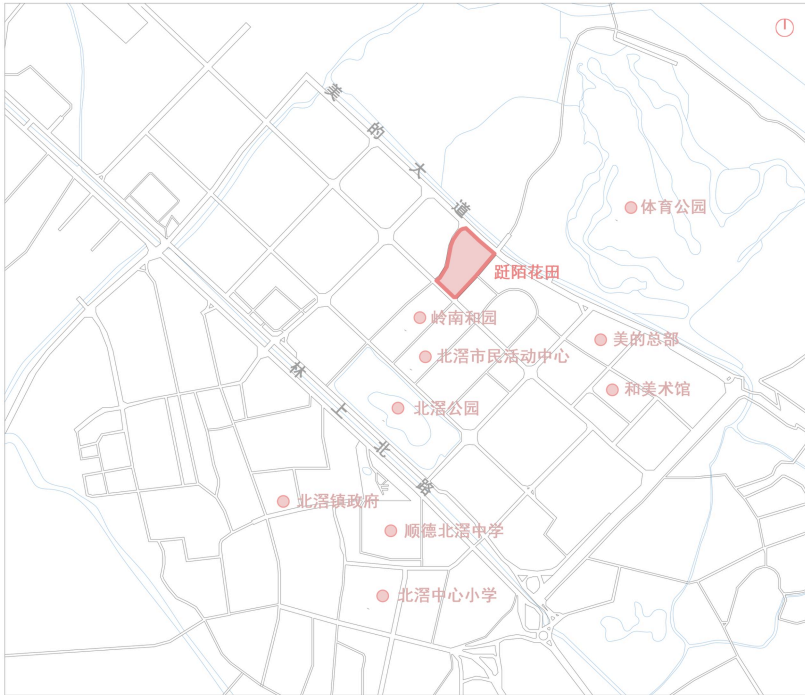 美的大道
体育公园
跹陌花田
岭南和园
美的总部
北滘市民活动中心
和美术馆
北滘公园
林上北路
北滘镇政府
顺德北滘中学
北滘中心小学